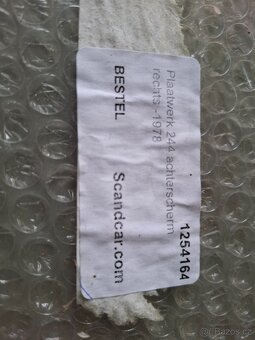 1254164
Plaatwerk 244 achterscherm
rechts -1978
BESTEL Scandcar.com